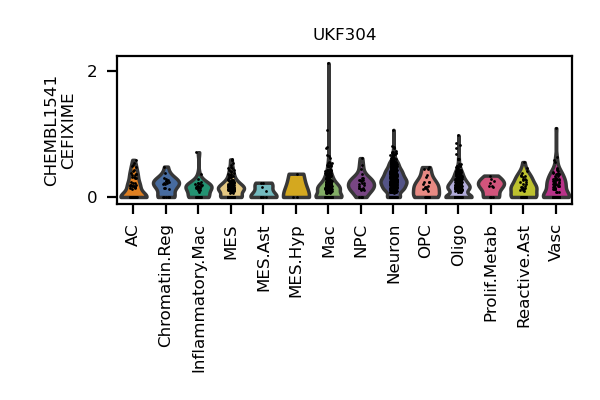 UKF304
CHEMBL1541
CEFIXIME
2
0
AC
Chromatin.Reg
Inflammatory.Mac
MES
MES.Ast
MES.Hyp
Mac
NPC
Neuron
OPC
Oligo
Prolif.Metab
Reactive.Ast
Vasc